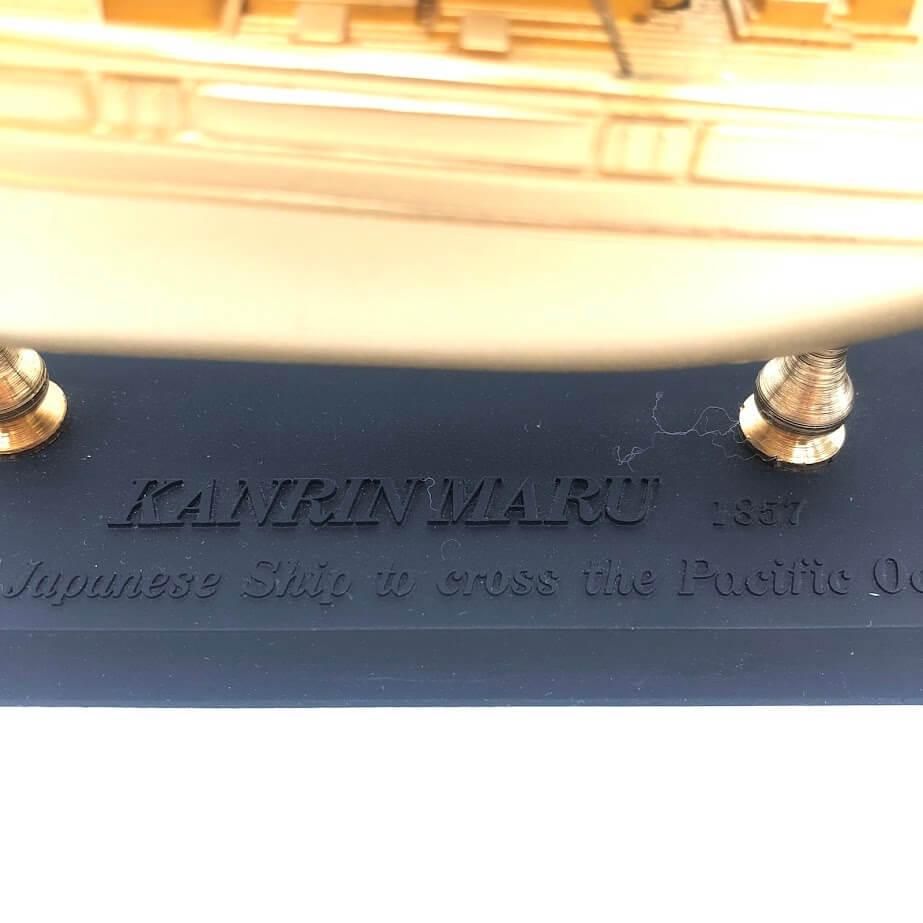 KANRIN MARU 1857
Japanese Ship to cross the Pacific